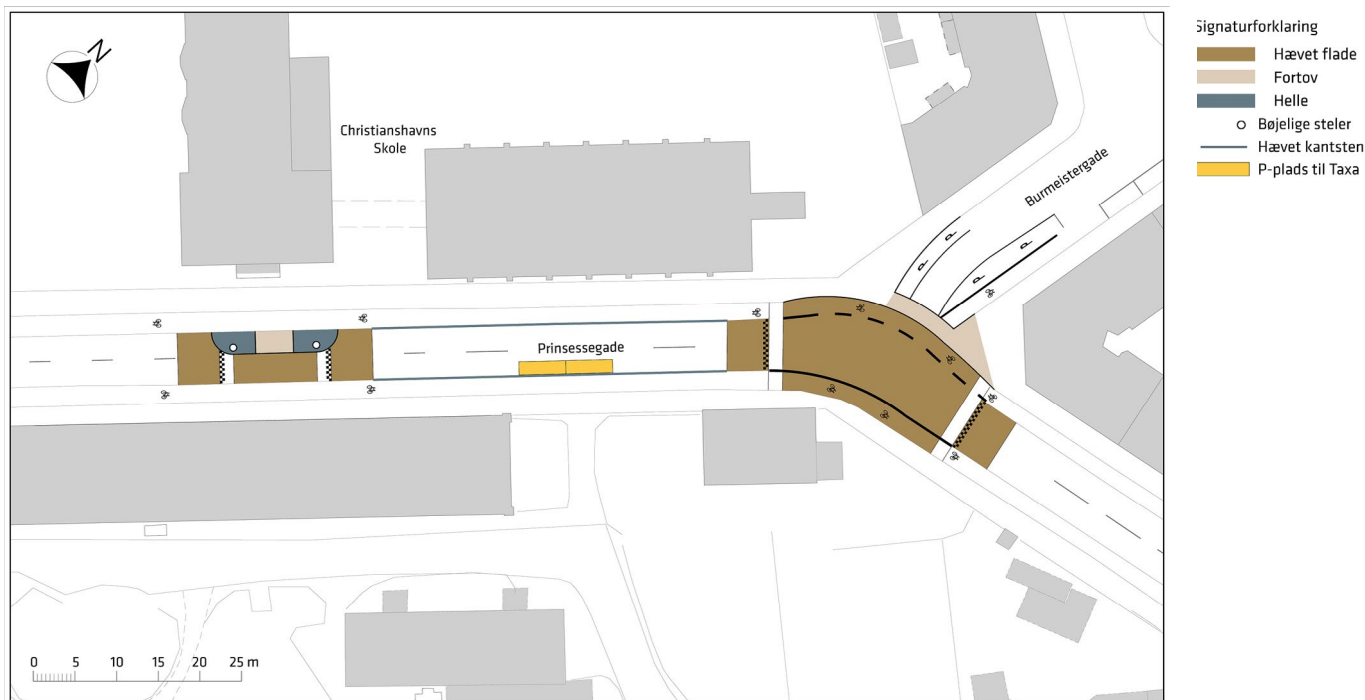 N
Christianshavns
Skole
Burmeistergade
Prinsessegade
0 5 10 15 20 25 m
Signaturforklaring
Hævet flade
Fortov
Helle
Bøjelige steler
Hævet kantsten
P-plads til Taxa